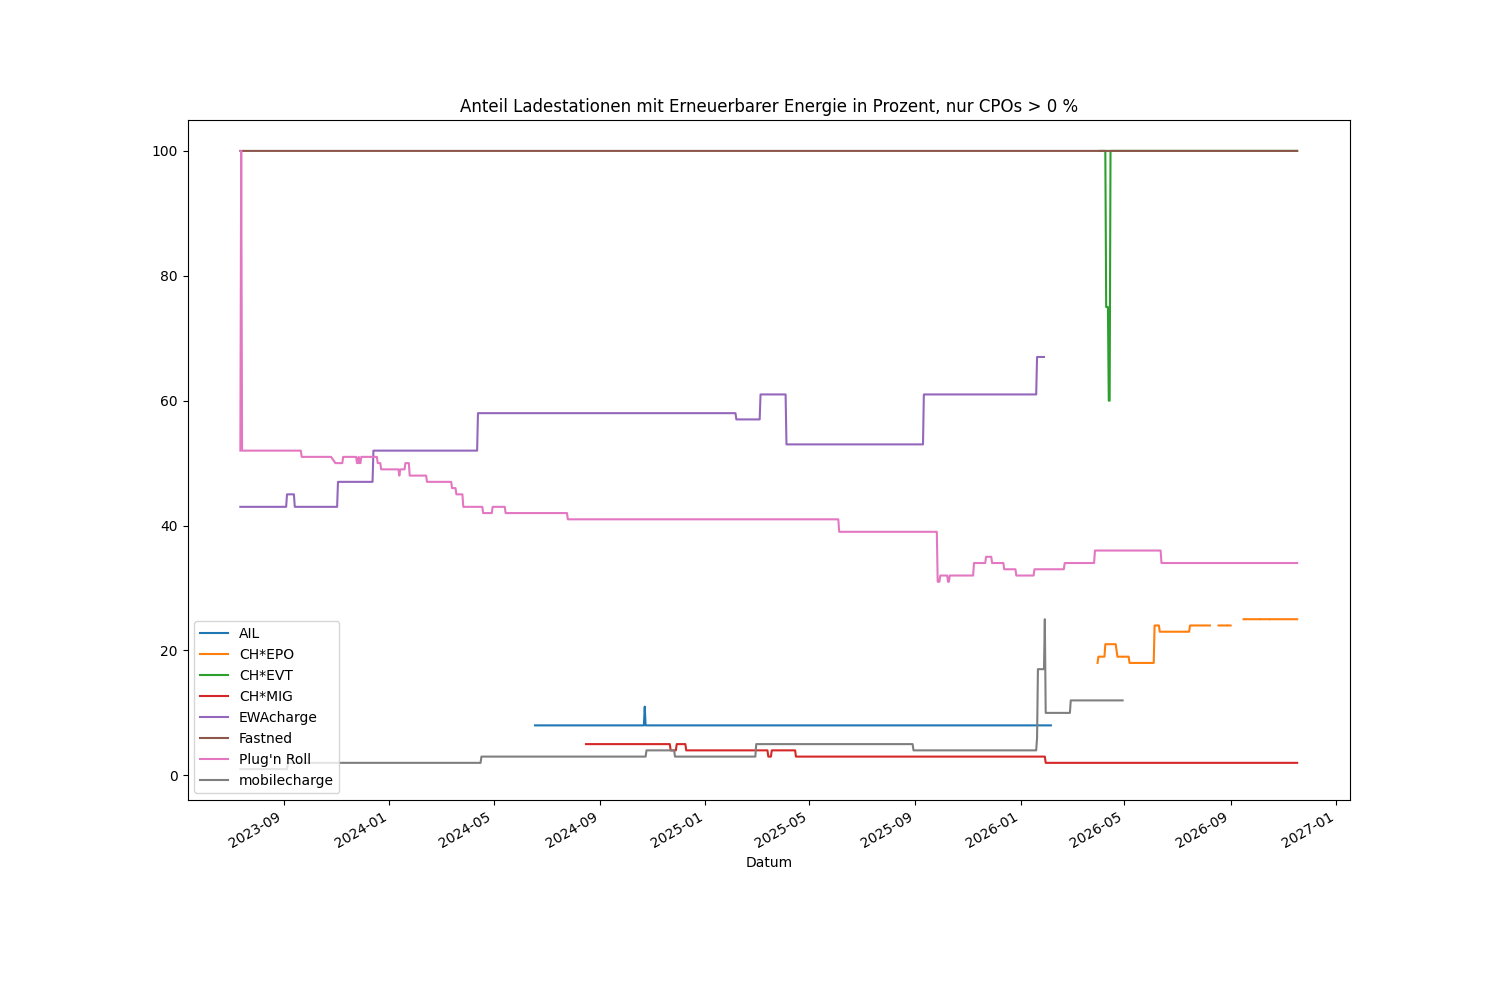 Anteil Ladestationen mit Erneuerbarer Energie in Prozent, nur CPOs > 0 %
100
80
60
40
20
0
AIL
CH*EPO
CH*EVT
CH*MIG
EWAcharge
Fastned
Plug'n Roll
mobilecharge
2023-09
2024-01
2024-05
2024-09
2025-01
2025-05
2025-09
2026-01
2026-05
2026-09
2027-01
Datum